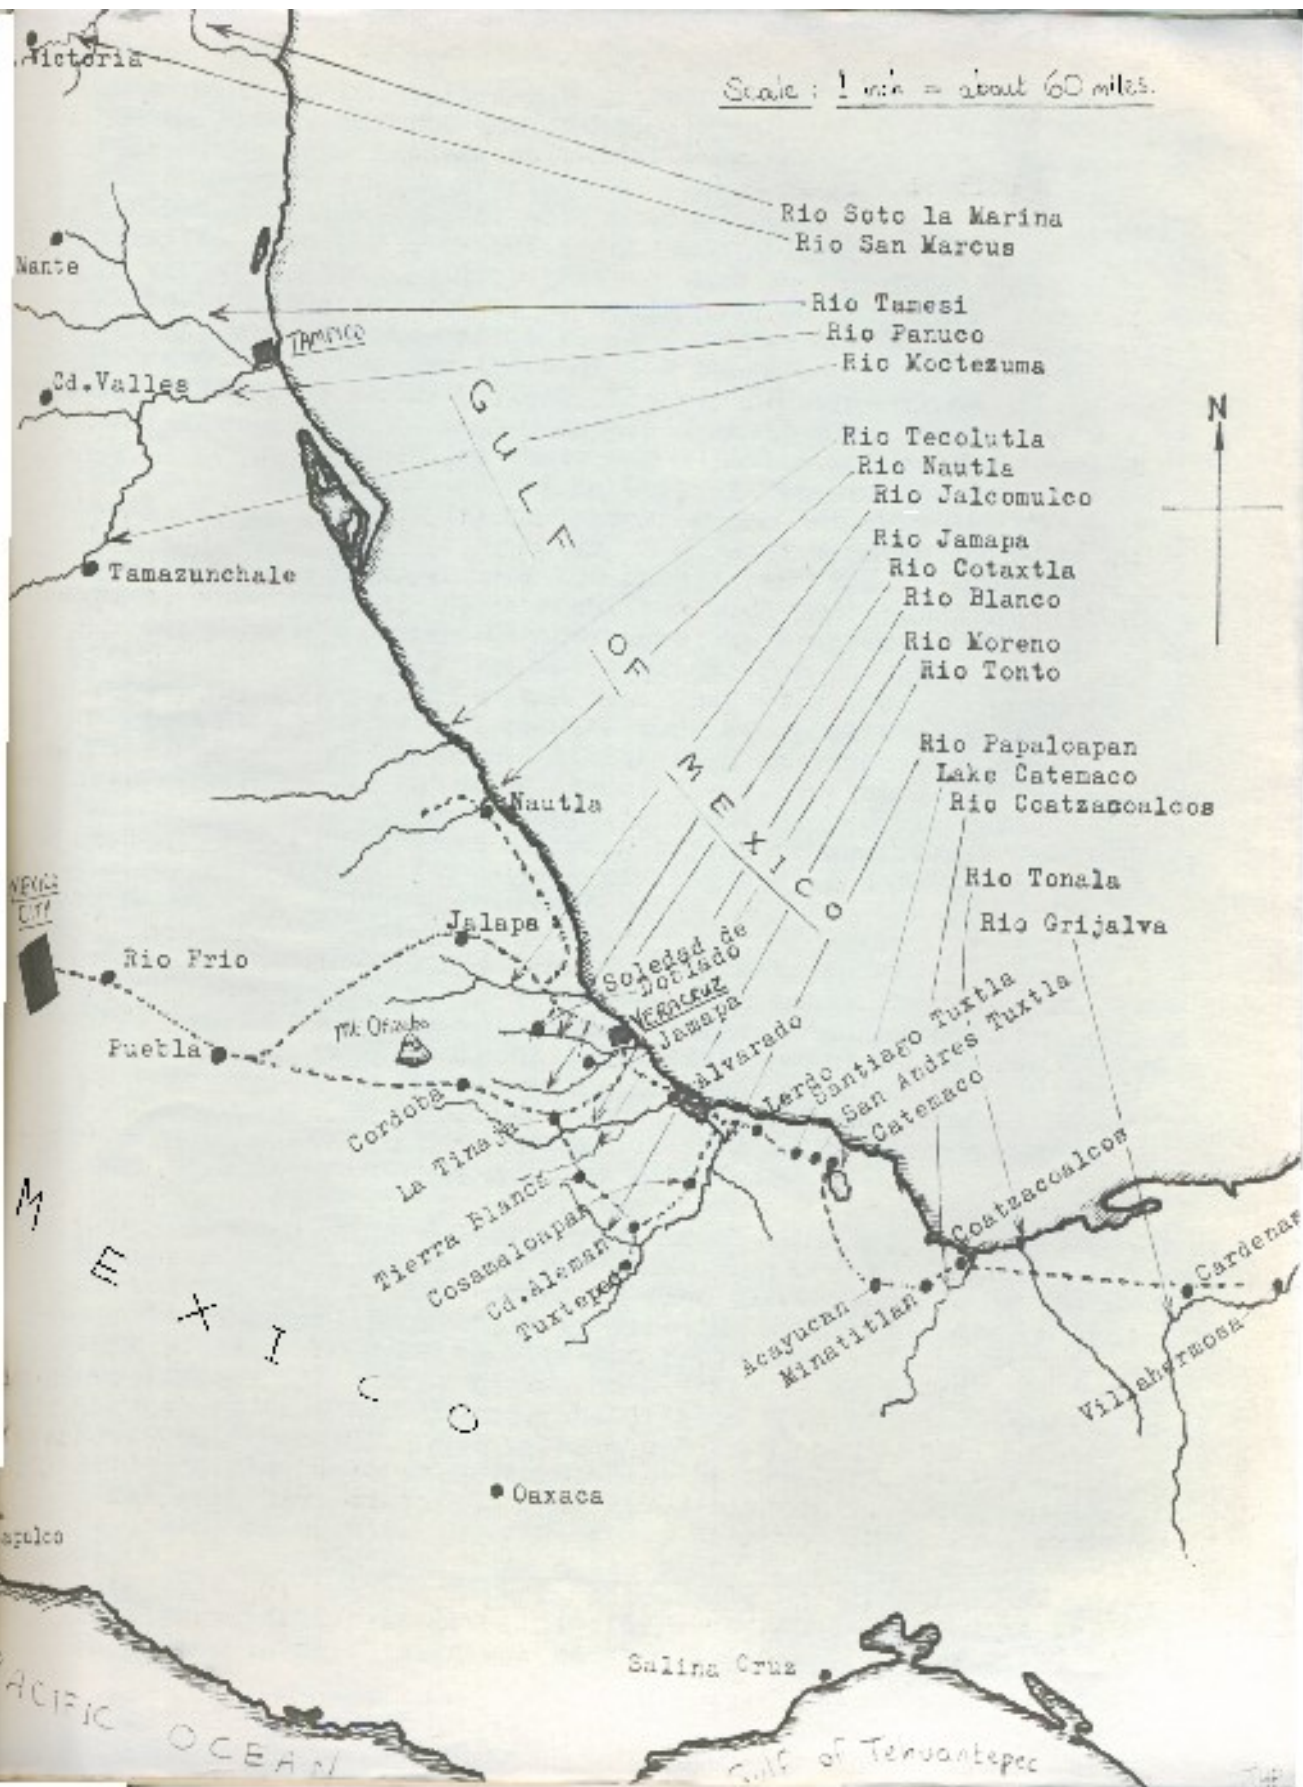 Victoria
Scale : 1 inch = about 60 miles.
Rio Soto la Marina
Rio San Marcus
Mante
Rio Tamesi
TAMPICO
Rio Panuco
Rio Moctezuma
Cd.Valles
N
GULF
Rio Tecolutla
Rio Nautla
Rio Jalcomulco
Rio Jamapa
Rio Cotaxtla
Tamazunchale
Rio Blanco
OF
Rio Moreno
Rio Tonto
MEXICO
Rio Papaloapan
Lake Catemaco
Rio Coatzacoalcos
Nautla
MEXICO
CITY
Rio Tonala
Jalapa
Rio Grijalva
Rio Frio
Soledad de
Doblado
VERACRUZ
Jamapa
Puebla
Alvarado
Lerdo
Santiago Tuxtla
San Andres Tuxtla
Catemaco
Cordoba
La Tinaja
Tierra Blanca
Cosamaloapan
Cd.Aleman
Tuxtepec
Coatzacoalcos
Cardenas
Acayucan
Minatitlan
Villahermosa
MEXICO
Oaxaca
apulco
Salina Cruz
PACIFIC OCEAN
Gulf of Tehuantepec